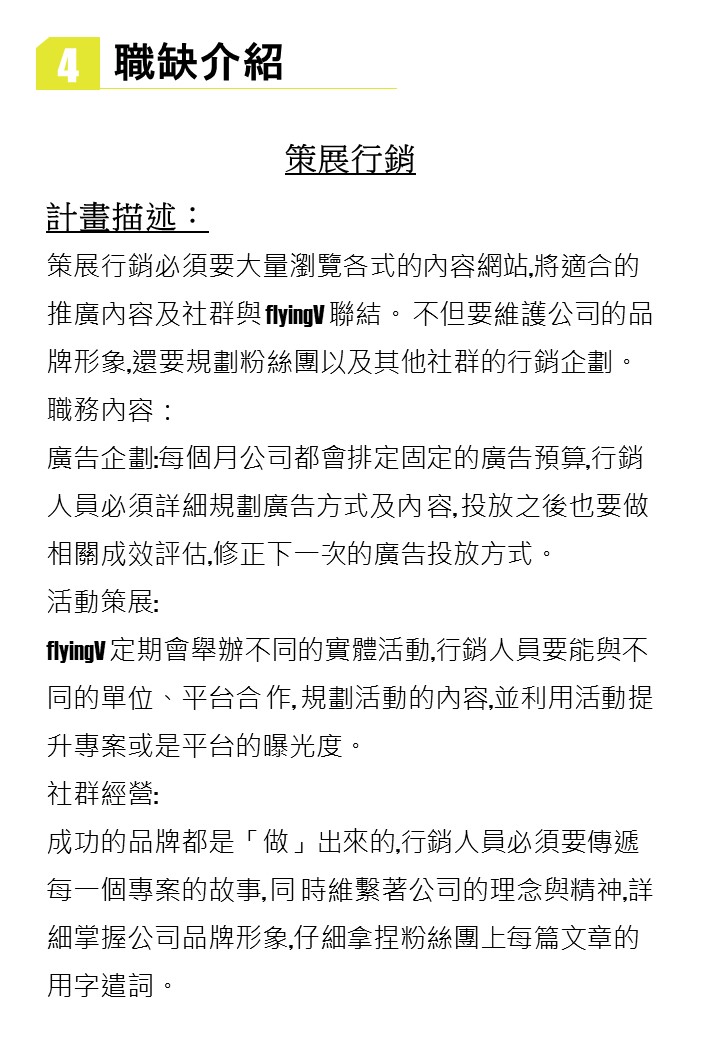 4 職缺介紹
策展行銷
計畫描述：
策展行銷必須要大量瀏覽各式的內容網站,將適合的
推廣內容及社群與 flyingV 聯結。 不但要維護公司的品
牌形象,還要規劃粉絲團以及其他社群的行銷企劃。
職務內容：
廣告企劃:每個月公司都會排定固定的廣告預算,行銷
人員必須詳細規劃廣告方式及內容, 投放之後也要做
相關成效評估,修正下一次的廣告投放方式。
活動策展:
flyingV 定期會舉辦不同的實體活動,行銷人員要能與不
同的單位、平台合作, 規劃活動的內容,並利用活動提
升專案或是平台的曝光度。
社群經營:
成功的品牌都是「做」出來的,行銷人員必須要傳遞
每一個專案的故事, 同時維繫著公司的理念與精神,詳
細掌握公司品牌形象,仔細拿捏粉絲團上每篇文章的
用字遣詞。